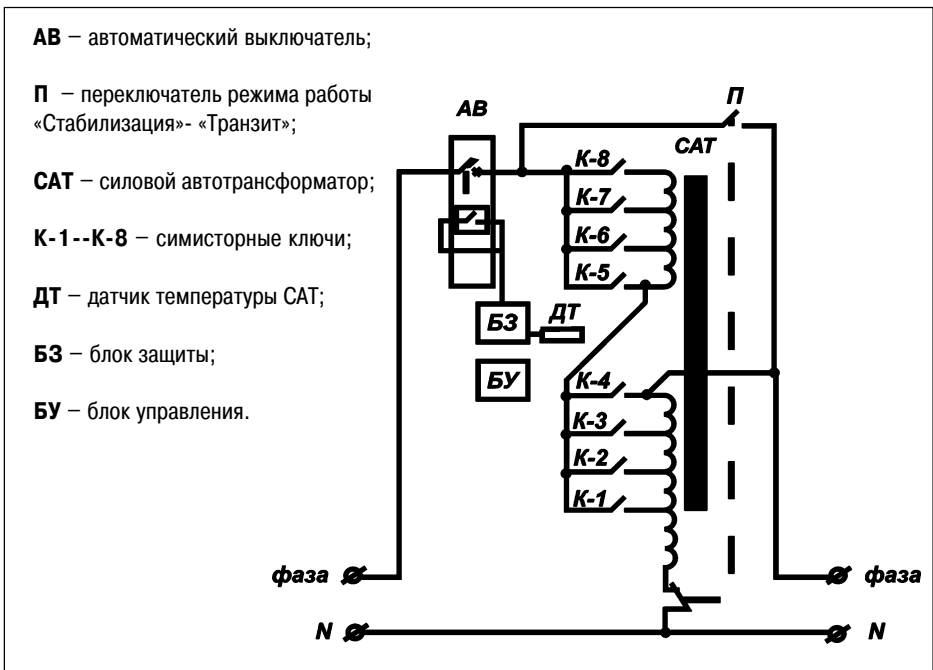 АВ – автоматический выключатель;
П – переключатель режима работы
«Стабилизация»- «Транзит»;
САТ – силовой автотрансформатор;
К-1--К-8 – симисторные ключи;
ДТ – датчик температуры САТ;
БЗ – блок защиты;
БУ – блок управления.
АВ
П
САТ
К-8
К-7
К-6
К-5
БЗ
ДТ
БУ
К-4
К-3
К-2
К-1
фаза
фаза
N
N